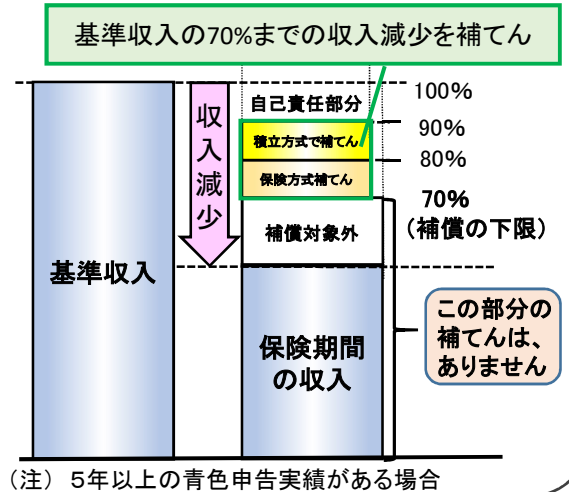 基準収入の70%までの収入減少を補てん
基準収入
収入減少
自己責任部分
積立方式で補てん
保険方式補てん
補償対象外
保険期間
の収入
100%
90%
80%
70%
(補償の下限)
この部分の
補てんは、
ありません
(注) 5年以上の青色申告実績がある場合